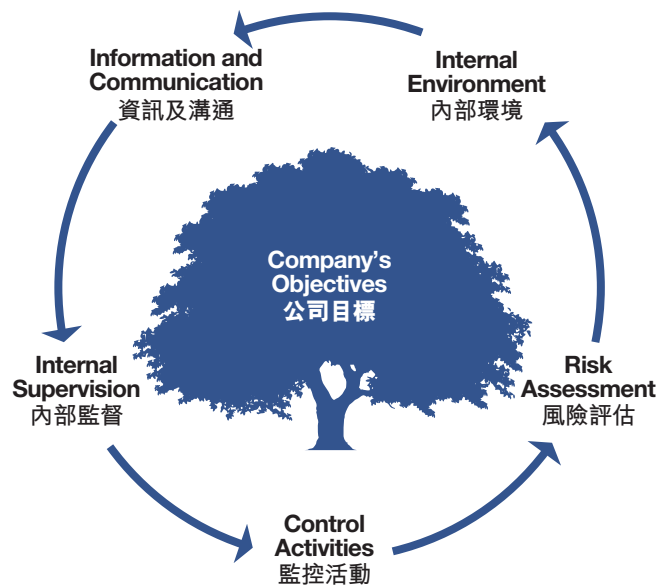 Information and
Communication
資訊及溝通
Internal
Environment
內部環境
Company's
Objectives
公司目標
Internal
Supervision
內部監督
Risk
Assessment
風險評估
Control
Activities
監控活動